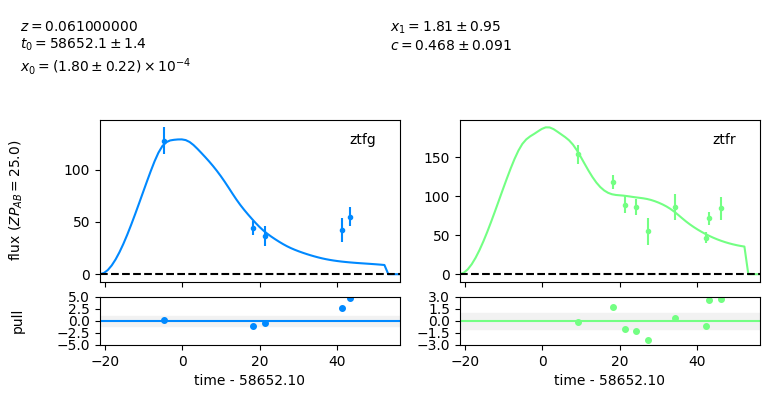 z = 0.061000000
t₀ = 58652.1 ± 1.4
x₀ = (1.80 ± 0.22) × 10⁻⁴
x₁ = 1.81 ± 0.95
c = 0.468 ± 0.091
ztfg
ztfr
flux (ZP_{AB} = 25.0)
100
50
0
150
100
50
0
pull
5.0
2.5
0.0
−2.5
−5.0
3.0
1.5
0.0
−1.5
−3.0
−20 0 20 40
−20 0 20 40
time - 58652.10
time - 58652.10